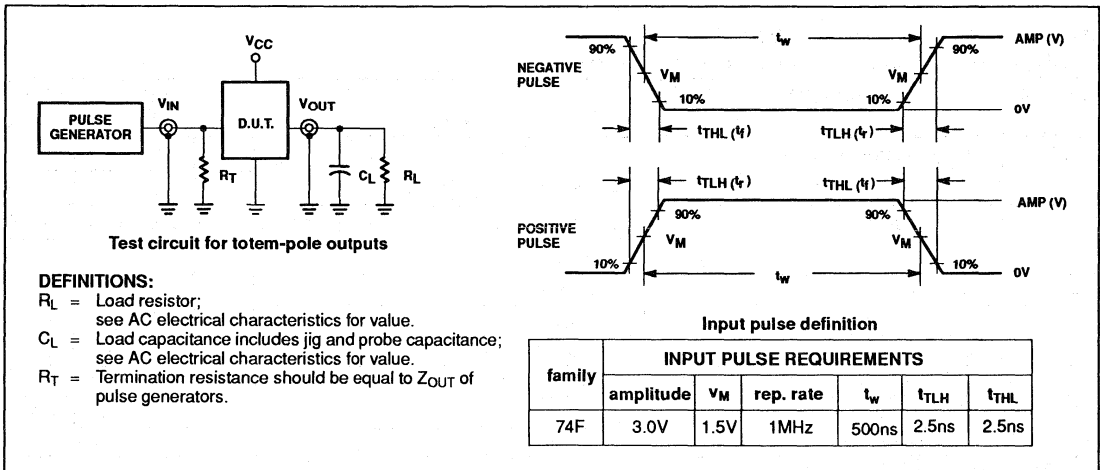 VCC
VIN
VOUT
PULSE
GENERATOR
D.U.T.
RT
CL
RL
Test circuit for totem-pole outputs
DEFINITIONS:
RL = Load resistor;
see AC electrical characteristics for value.
CL = Load capacitance includes jig and probe capacitance;
see AC electrical characteristics for value.
RT = Termination resistance should be equal to ZOUT of
pulse generators.
NEGATIVE
PULSE
90%
tw
90%
AMP (V)
VM
VM
10%
10%
0V
tTHL (tf)
tTLH (tr)
tTLH (tr)
tTHL (tf)
AMP (V)
POSITIVE
PULSE
90%
90%
VM
VM
10%
tw
10%
0V
Input pulse definition
family
INPUT PULSE REQUIREMENTS
amplitude VM rep. rate tw tTLH tTHL
74F 3.0V 1.5V 1MHz 500ns 2.5ns 2.5ns